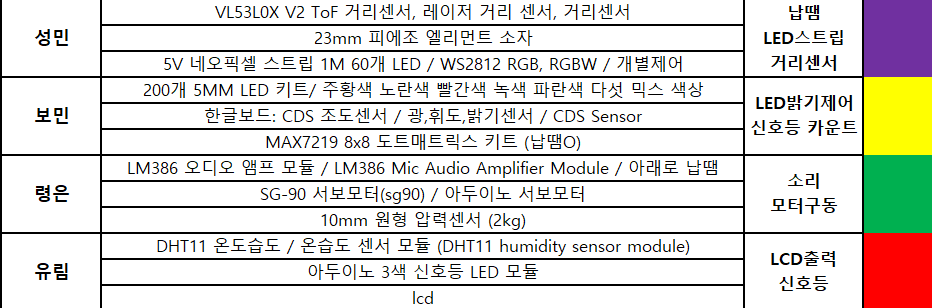 성민
VL53L0X V2 ToF 거리센서, 레이저 거리 센서, 거리센서
23mm 피에조 엘리먼트 소자
5V 네오픽셀 스트립 1M 60개 LED / WS2812 RGB, RGBW / 개별제어
납땜
LED스트립
거리센서
보민
200개 5MM LED 키트/ 주황색 노란색 빨간색 녹색 파란색 다섯 믹스 색상
한글보드: CDS 조도센서 / 광,휘도,밝기센서 / CDS Sensor
MAX7219 8x8 도트매트릭스 키트 (납땜O)
LED밝기제어
신호등 카운트
령은
LM386 오디오 앰프 모듈 / LM386 Mic Audio Amplifier Module / 아래로 납땜
SG-90 서보모터(sg90) / 아두이노 서보모터
10mm 원형 압력센서 (2kg)
소리
모터구동
유림
DHT11 온도습도 / 온습도 센서 모듈 (DHT11 humidity sensor module)
아두이노 3색 신호등 LED 모듈
lcd
LCD출력
신호등